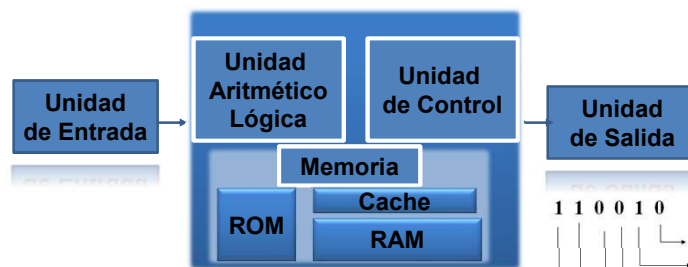 Unidad
de Entrada
Unidad
Aritmético
Lógica
Unidad
de Control
Unidad
de Salida
Memoria
ROM
Cache
RAM
1 1 0 0 1 0